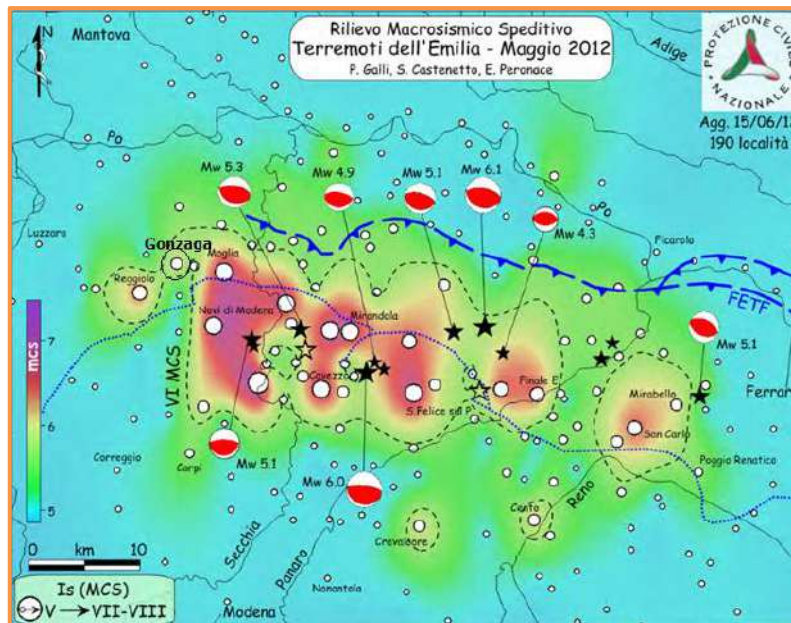 Rilievo Macrosismico Speditivo
Terremoti dell'Emilia - Maggio 2012
P. Galli, S. Castenetto, E. Peronace
PROTEZIONE CIVILE
NAZIONALE
Agg. 15/06/12
190 località
N
Mantova
Adige
Po
Mw 5.3
Mw 4.9
Mw 5.1
Mw 6.1
Mw 4.3
Po
Luzzara
Gonzaga
Moglia
Ficarolo
Reggiolo
FETF
Novi di Modena
Mirandola
Mw 5.1
mcs
7
6
5
VI MCS
Cavezzo
Finale E.
Mirabello
Ferrar
S.Felice sul P.
San Carlo
Mw 5.1
Correggio
Carpi
Mw 6.0
Poggio Renatico
Reno
Cento
Crevalcore
Secchia
Panaro
0 km 10
Nonantola
Modena
Is (MCS)
V VII-VIII